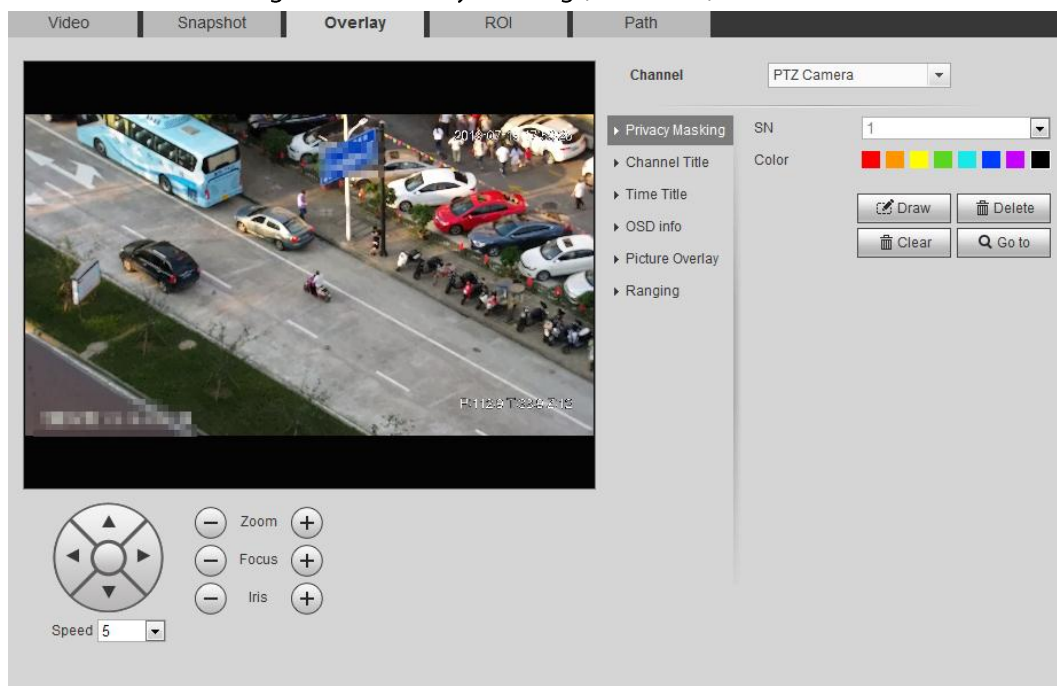 Video Snapshot Overlay ROI Path
Channel PTZ Camera
Privacy Masking
Channel Title
Time Title
OSD info
Picture Overlay
Ranging
SN 1
Color
Draw Delete
Clear Go to
Zoom
Focus
Iris
Speed 5